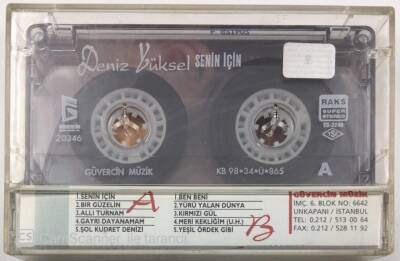 Deniz Yüksel SENİN İÇİN
20346
RAKS
SUPER
STEREO
GÜVERCİN MÜZİK
KB 98•34•Ü•865
A
1.SENİN İÇİN
2.BİR GÜZELİN
3.ALLI TURNAM
4.GAYRİ DAYANAMAM
5.ŞOL KUDRET DENİZİ
A
1.BEN BENİ
2.YÜRÜ YALAN DÜNYA
3.KIRMIZI GÜL
4.MERİ KEKLİĞİM (U.H.)
5.YEŞİL ÖRDEK GİBİ
B
GÜVERCİN MÜZİK
İMÇ. 6. BLOK NO: 6642
UNKAPANI / İSTANBUL
TEL : 0.212 / 513 00 64
FAX: 0.212 / 528 11 92